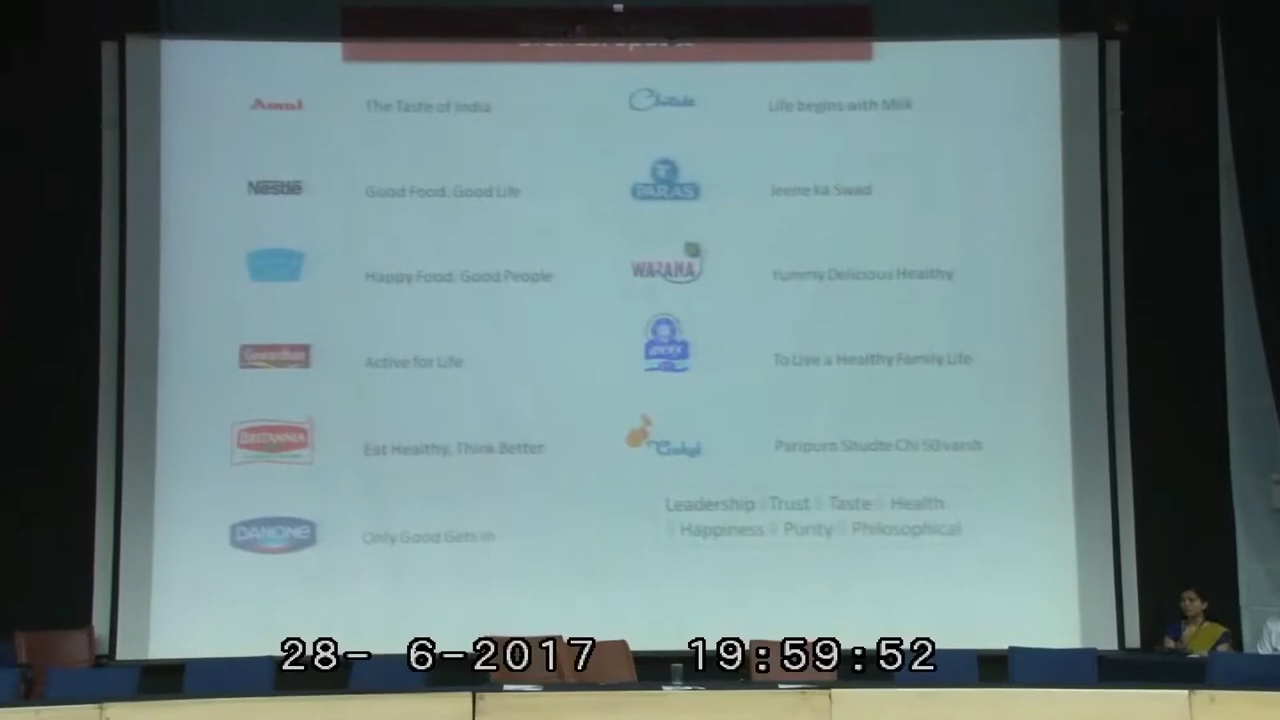 Amul The Taste of India
Nestle Good Food, Good Life
Happy Food, Good People
Active for Life
BRITANNIA Eat Healthy, Think Better
DANONE Only Good Gets in
Chitale Life begins with Milk
PARAS Jeene ka Swad
WARANA Yummy Delicious Healthy
To Live a Healthy Family Life
Gokul Paripurn Shudte Chi 50 varsh
Leadership Trust Taste Health
Happiness Purity Philosophical
28- 6-2017 19:59:52